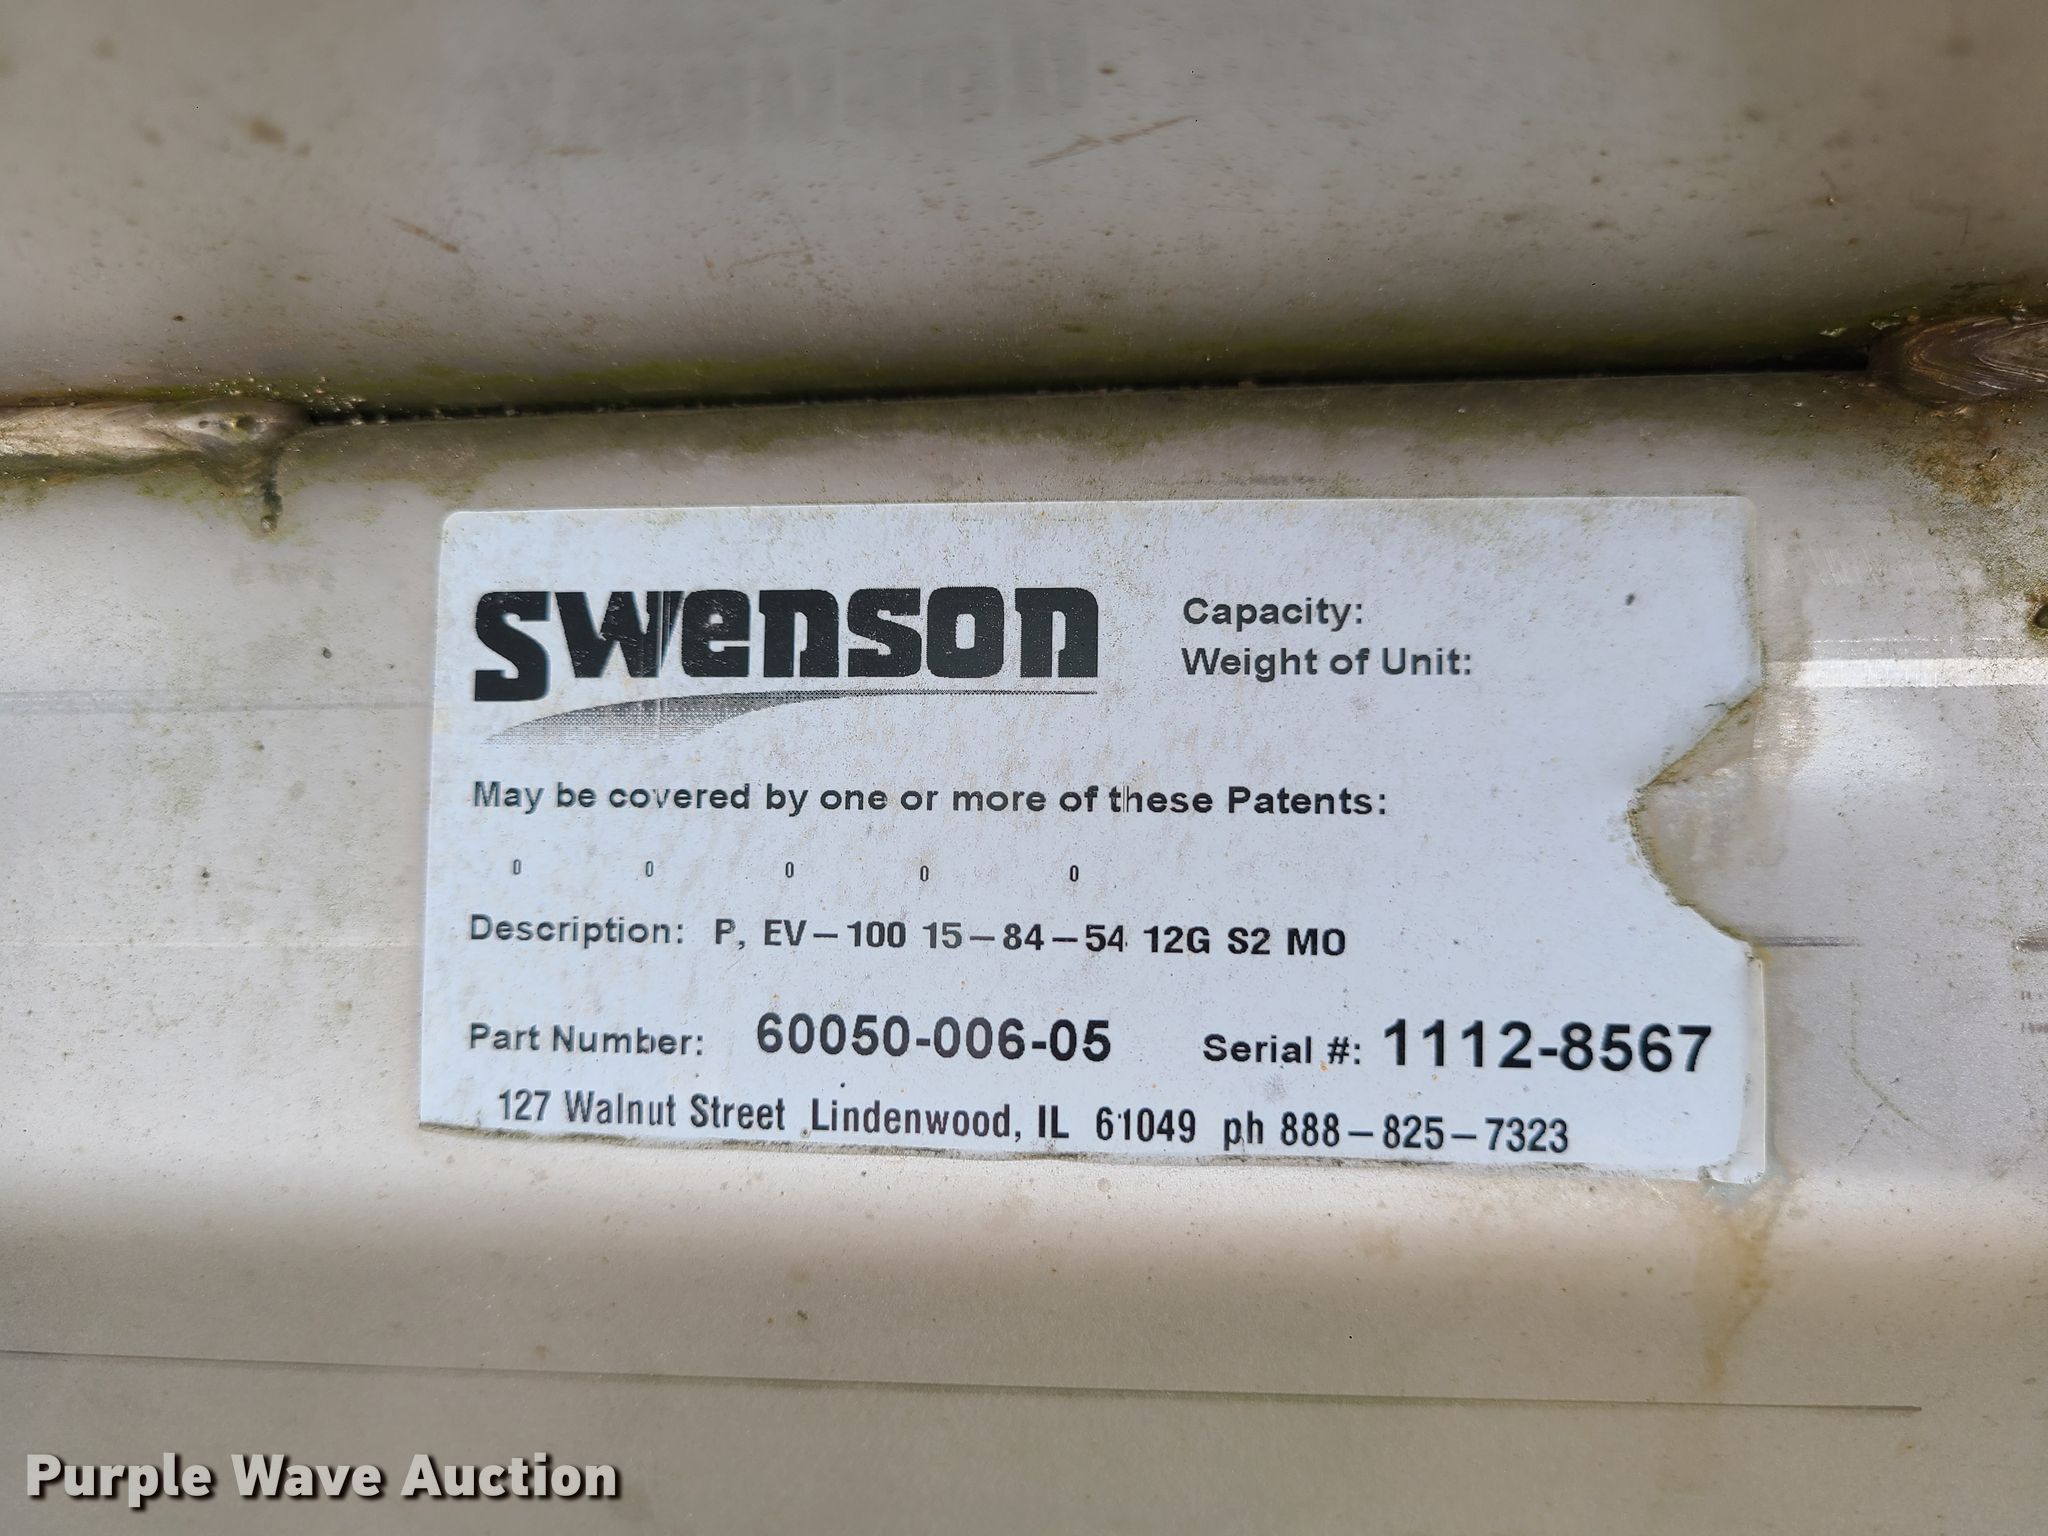 Swenson
Capacity:
Weight of Unit:
May be covered by one or more of these Patents:
0 0 0 0 0
Description: P, EV-100 15-84-54 12G S2 MO
Part Number: 60050-006-05 Serial #: 1112-8567
127 Walnut Street Lindenwood, IL 61049 ph 888-825-7323
Purple Wave Auction